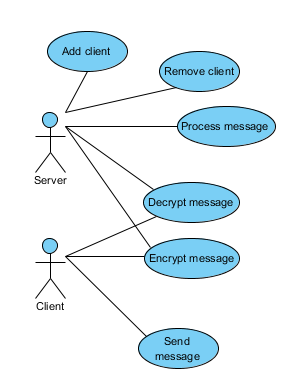 Add client
Remove client
Process message
Server
Decrypt message
Encrypt message
Client
Send
message